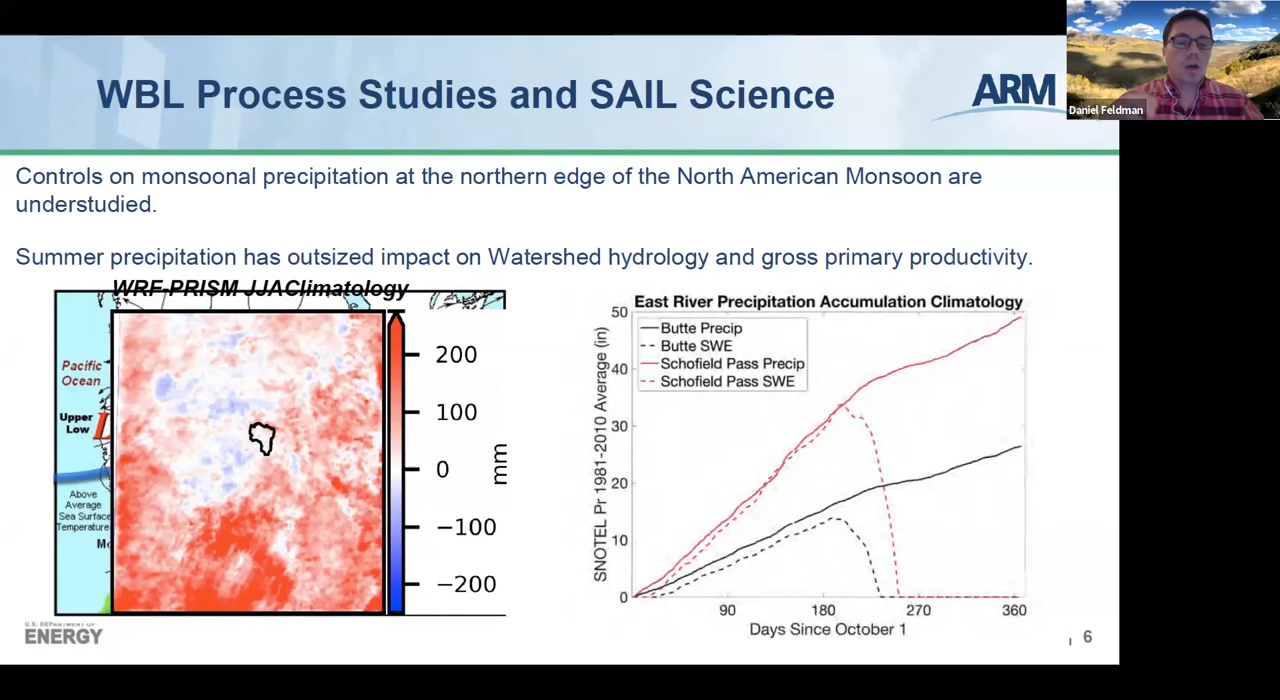 WBL Process Studies and SAIL Science
ARM
Daniel Feldman
Controls on monsoonal precipitation at the northern edge of the North American Monsoon are
understudied.
Summer precipitation has outsized impact on Watershed hydrology and gross primary productivity.
WRF-PRISM JJAClimatology
Pacific
Ocean
Upper
Low
L
Above
Average
Sea Surface
Temperature
200
100
0
−100
−200
mm
East River Precipitation Accumulation Climatology
SNOTEL Pr 1981-2010 Average (in)
50
40
30
20
10
0
Butte Precip
Butte SWE
Schofield Pass Precip
Schofield Pass SWE
90
180
270
360
Days Since October 1
U.S. DEPARTMENT OF
ENERGY
6